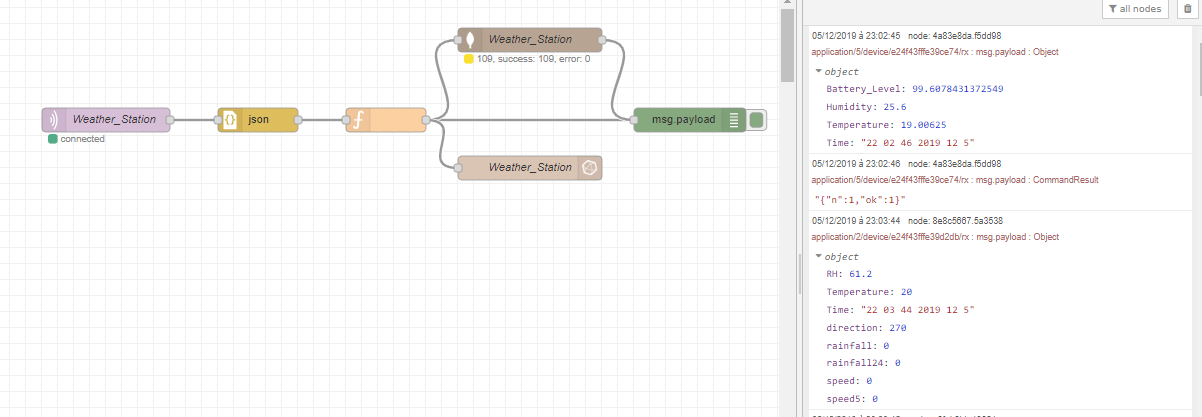 all nodes
Weather_Station
109, success: 109, error: 0
Weather_Station
connected
json
msg.payload
Weather_Station
05/12/2019 à 23:02:45 node: 4a83e8da.f5dd98
application/5/device/e24f43fffe39ce74/rx : msg.payload : Object
object
Battery_Level: 99.6078431372549
Humidity: 25.6
Temperature: 19.00625
Time: "22 02 46 2019 12 5"
05/12/2019 à 23:02:46 node: 4a83e8da.f5dd98
application/5/device/e24f43fffe39ce74/rx : msg.payload : CommandResult
"{"n":1,"ok":1}"
05/12/2019 à 23:03:44 node: 8e8c5667.5a3538
application/2/device/e24f43fffe39d2db/rx : msg.payload : Object
object
RH: 61.2
Temperature: 20
Time: "22 03 44 2019 12 5"
direction: 270
rainfall: 0
rainfall24: 0
speed: 0
speed5: 0